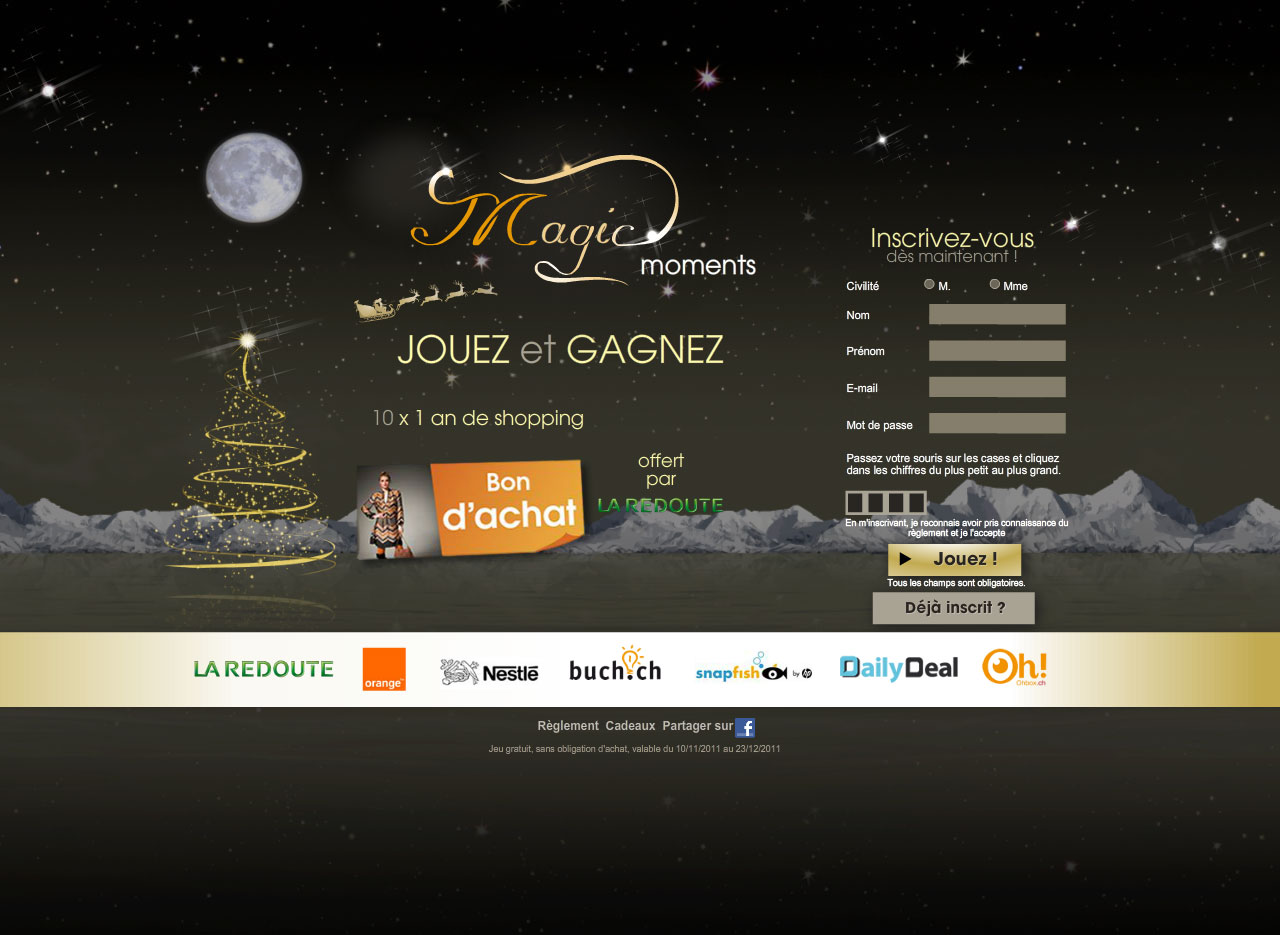 Magic
moments
JOUEZ et GAGNEZ
10 x 1 an de shopping
Bon
d'achat
offert
par
LA REDOUTE
Inscrivez-vous
dès maintenant !
Civilité M. Mme
Nom
Prénom
E-mail
Mot de passe
Passez votre souris sur les cases et cliquez
dans les chiffres du plus petit au plus grand.
En m'inscrivant, je reconnais avoir pris connaissance du
règlement et je l'accepte
Jouez !
Tous les champs sont obligatoires.
Déjà inscrit ?
LA REDOUTE orange™ Nestlé buch.ch snapfish by hp DailyDeal Oh!
Ohbox.ch
Règlement Cadeaux Partager sur f
Jeu gratuit, sans obligation d'achat, valable du 10/11/2011 au 23/12/2011